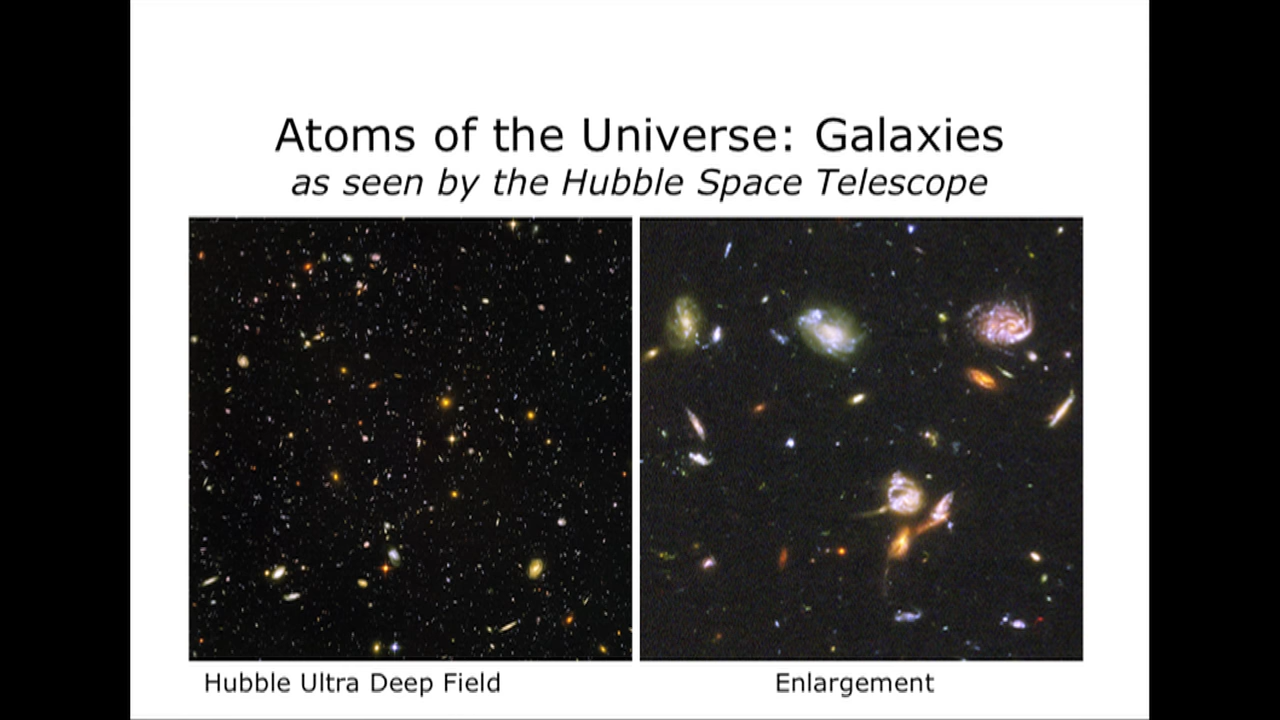 Atoms of the Universe: Galaxies
as seen by the Hubble Space Telescope
Hubble Ultra Deep Field
Enlargement